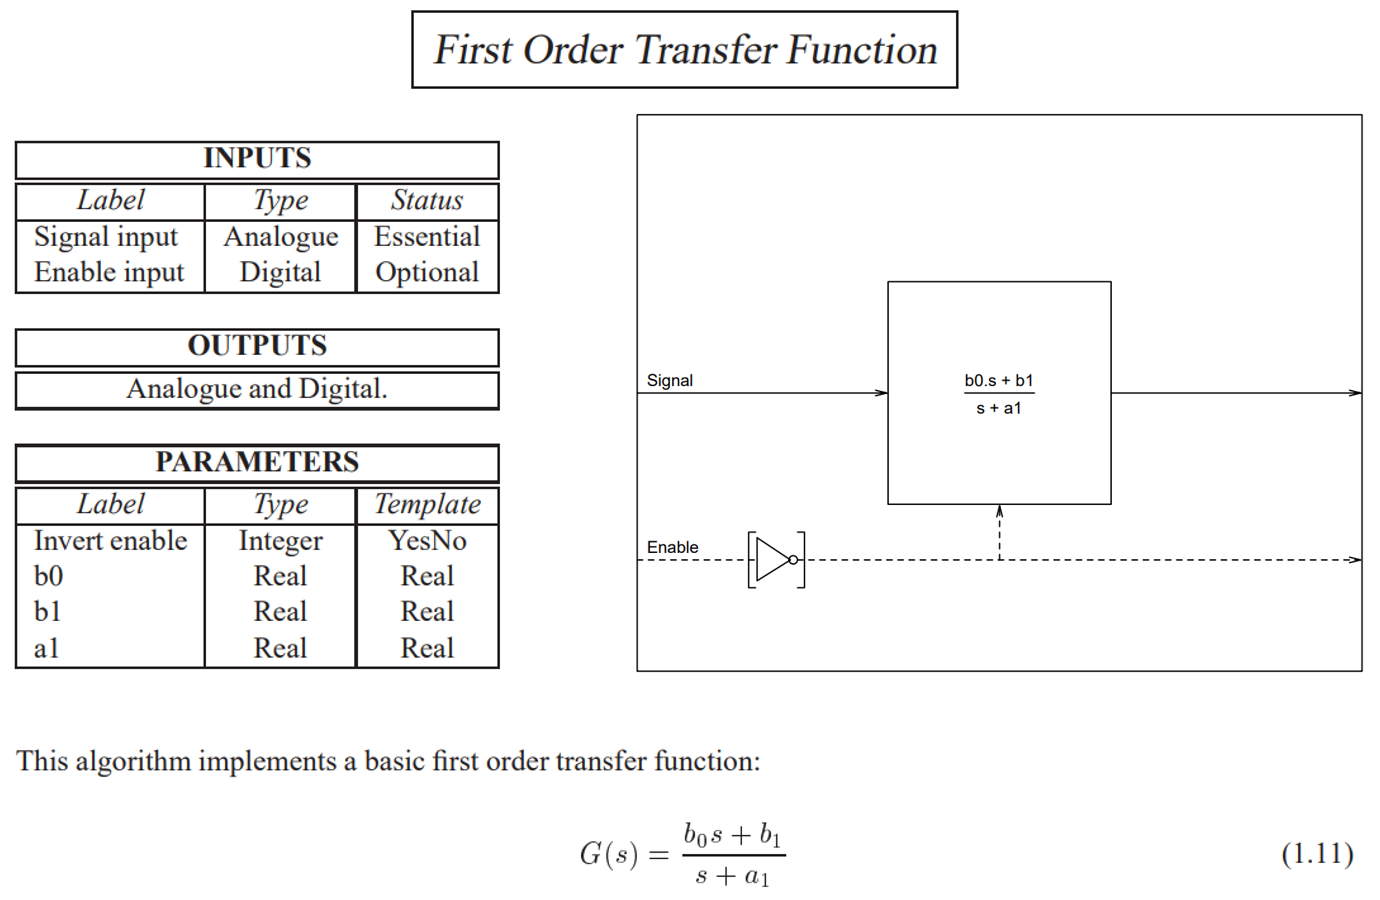 First Order Transfer Function
INPUTS
Label Type Status
Signal input Analogue Essential
Enable input Digital Optional
OUTPUTS
Analogue and Digital.
PARAMETERS
Label Type Template
Invert enable Integer YesNo
b0 Real Real
b1 Real Real
a1 Real Real
Signal
b0.s + b1
s + a1
Enable
This algorithm implements a basic first order transfer function:
G(s) = \frac{b_0 s + b_1}{s + a_1} (1.11)